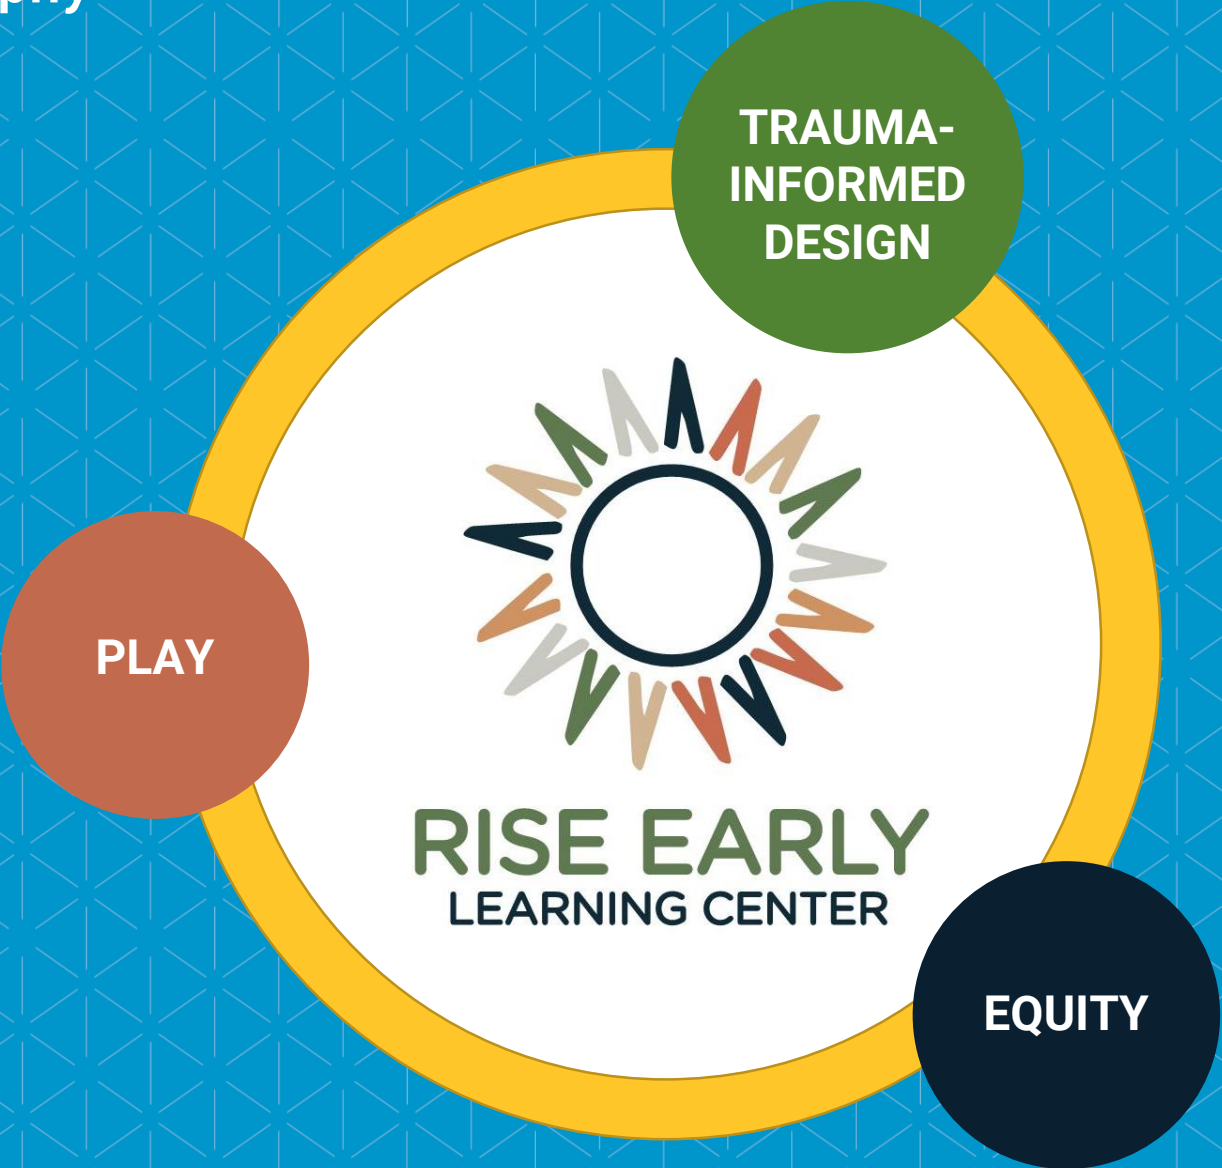 TRAUMA-
INFORMED
DESIGN
PLAY
RISE EARLY
LEARNING CENTER
EQUITY